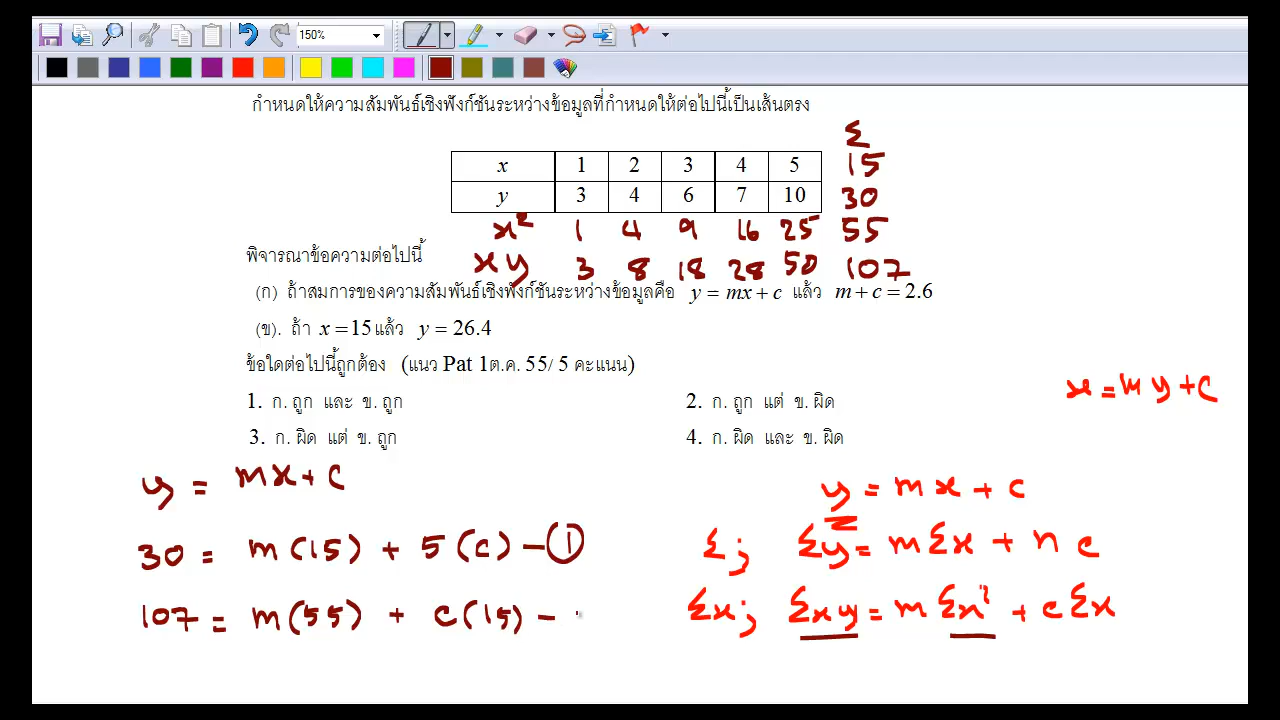 150%
กำหนดให้ความสัมพันธ์เชิงฟังก์ชันระหว่างข้อมูลที่กำหนดให้ต่อไปนี้เป็นเส้นตรง
Σ
x 1 2 3 4 5 15
y 3 4 6 7 10 30
x² 1 4 9 16 25 55
xy 3 8 18 28 50 107
พิจารณาข้อความต่อไปนี้
(ก) ถ้าสมการของความสัมพันธ์เชิงฟังก์ชันระหว่างข้อมูลคือ y = mx + c แล้ว m + c = 2.6
(ข). ถ้า x = 15 แล้ว y = 26.4
ข้อใดต่อไปนี้ถูกต้อง (แนว Pat 1ต.ค. 55/ 5 คะแนน)
x = my + c
1. ก. ถูก และ ข. ถูก 2. ก. ถูก แต่ ข. ผิด
3. ก. ผิด แต่ ข. ถูก 4. ก. ผิด และ ข. ผิด
y = mx + c
30 = m(15) + 5(c) – ①
107 = m(55) + c(15) –
y = mx + c
Σ; Σy = mΣx + nc
Σx; Σxy = mΣx² + cΣx